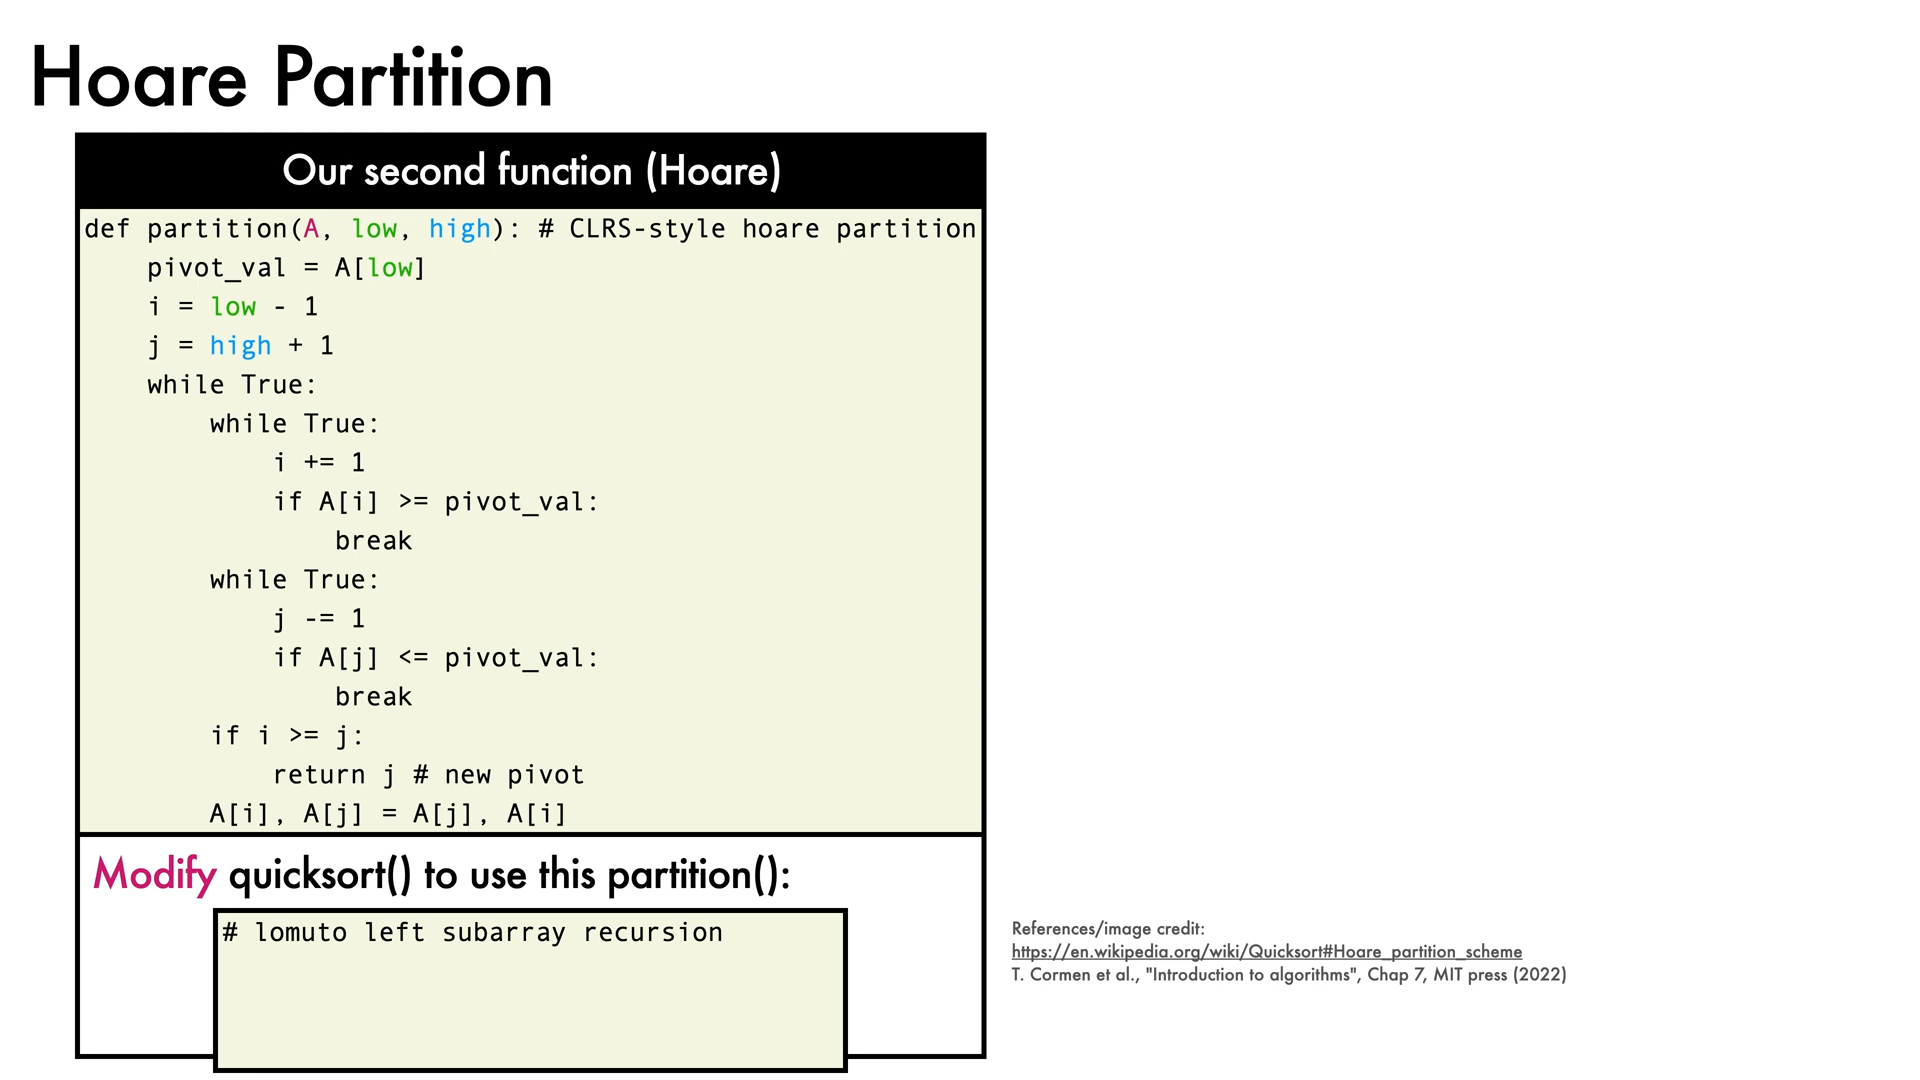 Hoare Partition
Our second function (Hoare)
def partition(A, low, high): # CLRS-style hoare partition
    pivot_val = A[low]
    i = low - 1
    j = high + 1
    while True:
        while True:
            i += 1
            if A[i] >= pivot_val:
                break
        while True:
            j -= 1
            if A[j] <= pivot_val:
                break
        if i >= j:
            return j # new pivot
        A[i], A[j] = A[j], A[i]
Modify quicksort() to use this partition():
# lomuto left subarray recursion
References/image credit:
https://en.wikipedia.org/wiki/Quicksort#Hoare_partition_scheme
T. Cormen et al., "Introduction to algorithms", Chap 7, MIT press (2022)